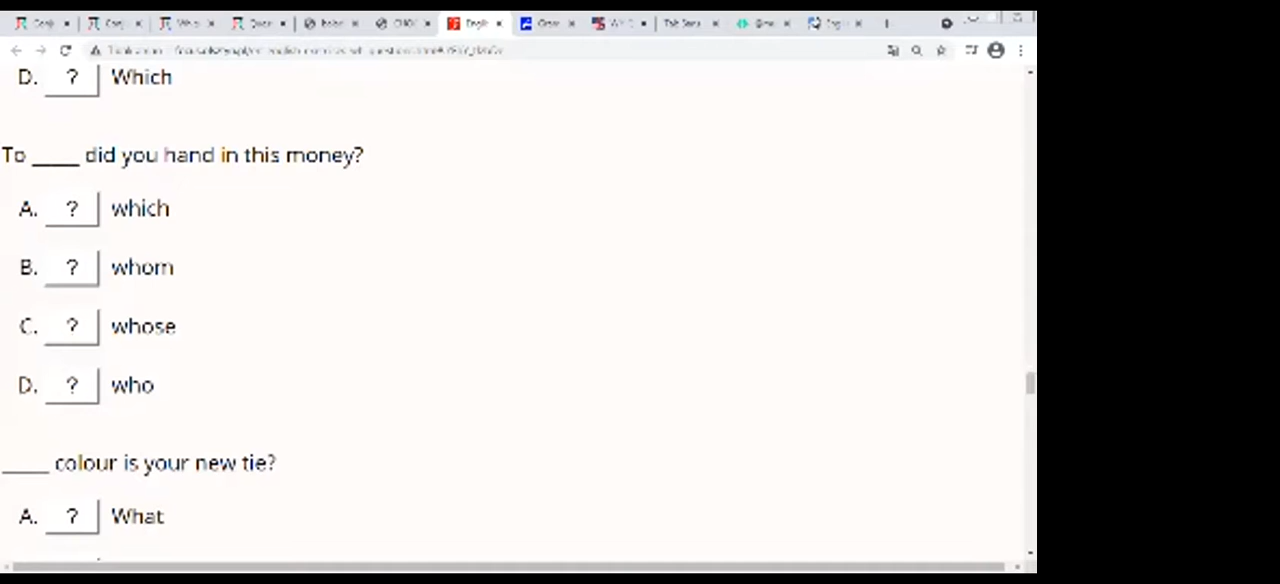 D. ? Which
To _____ did you hand in this money?
A. ? which
B. ? whom
C. ? whose
D. ? who
_____ colour is your new tie?
A. ? What